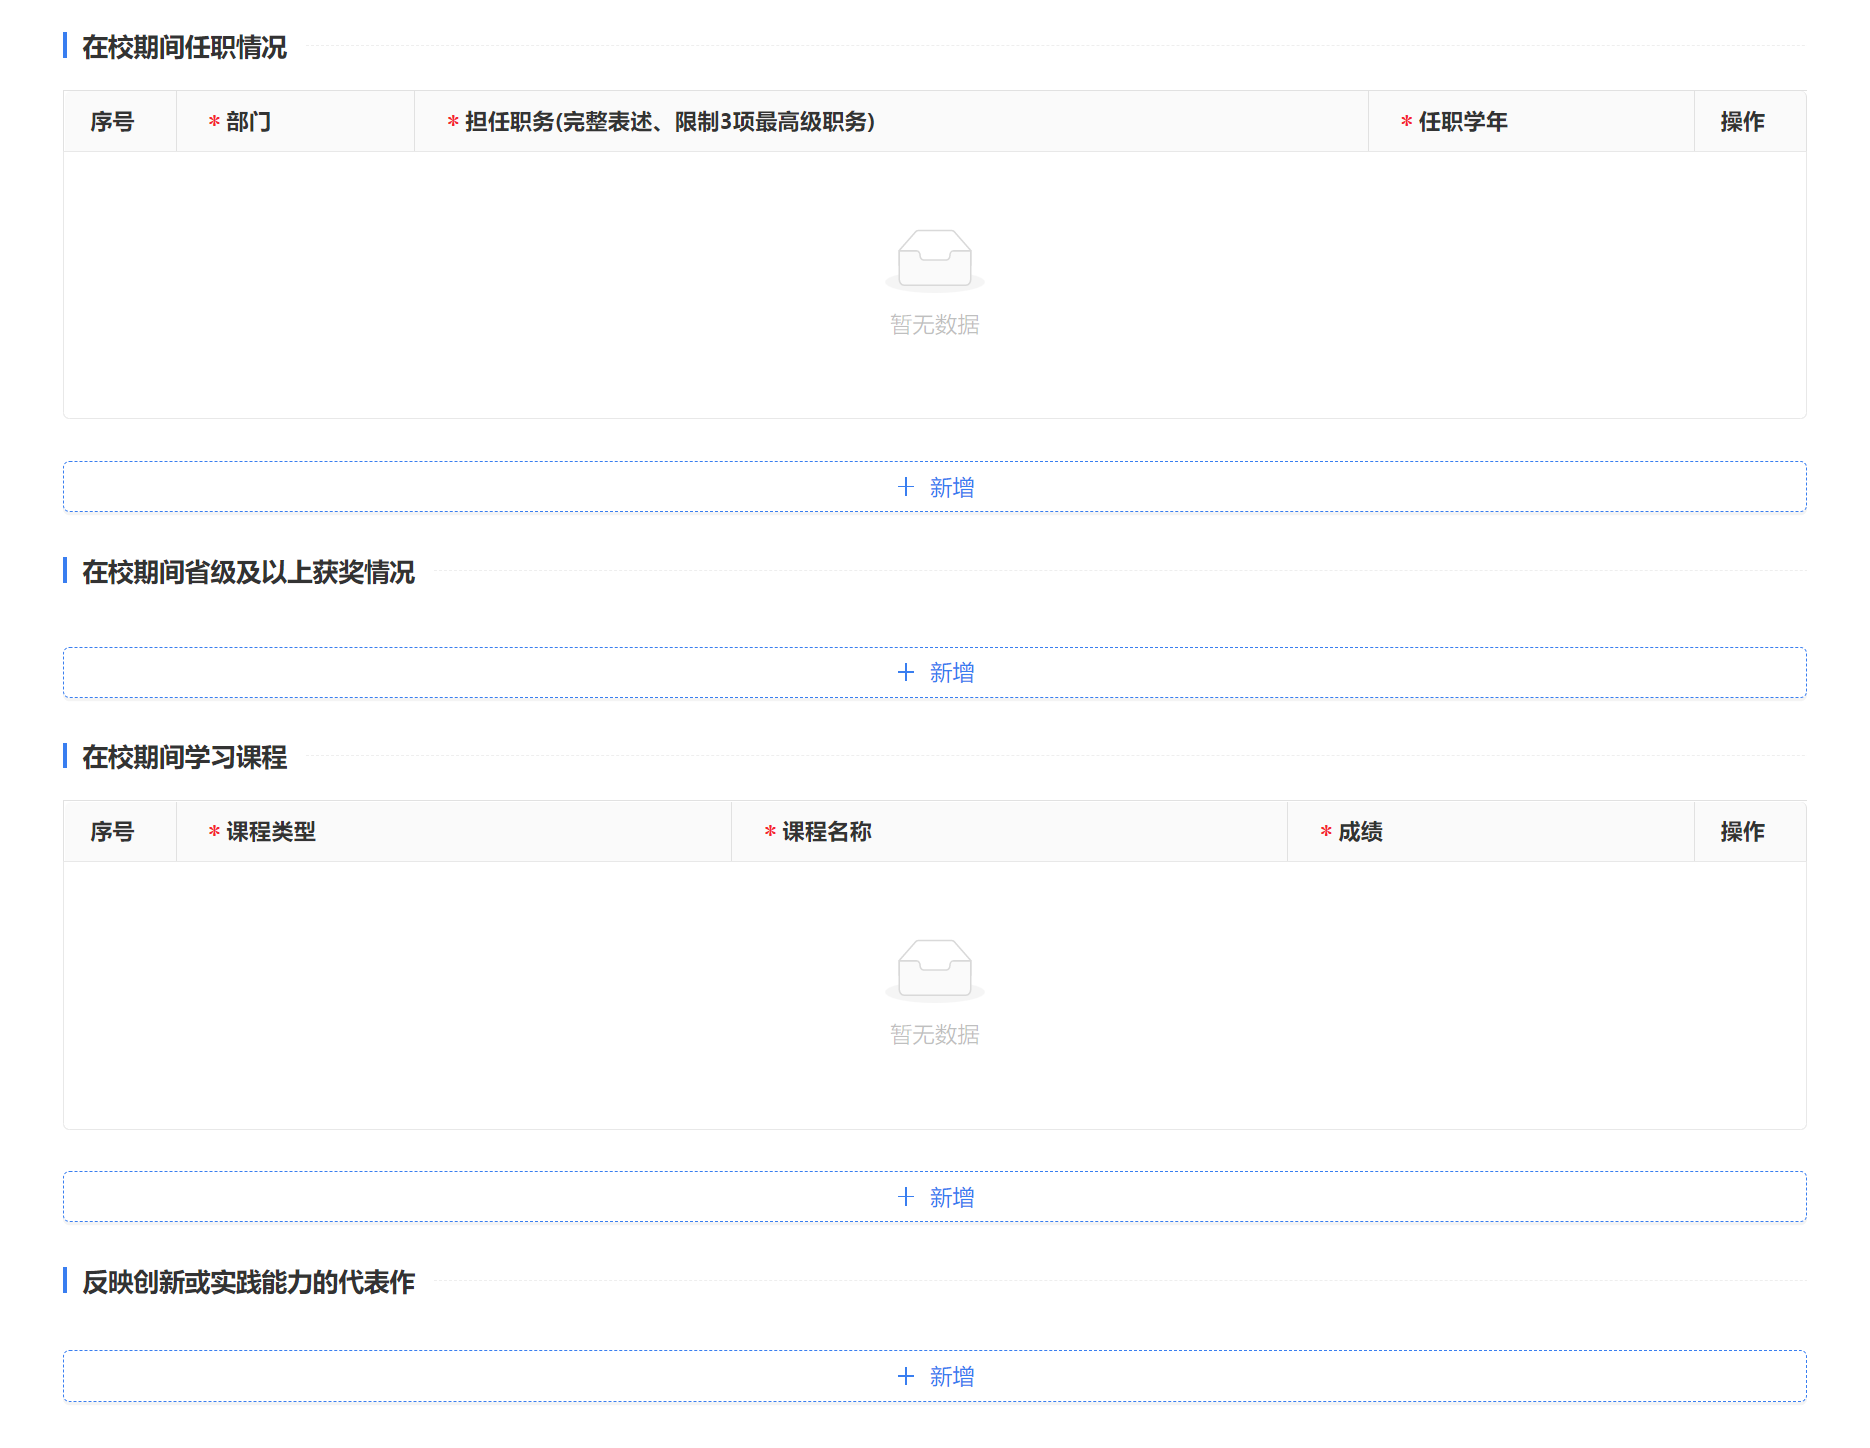 在校期间任职情况
序号 * 部门 * 担任职务(完整表述、限制3项最高级职务) * 任职学年 操作
暂无数据
+ 新增
在校期间省级及以上获奖情况
+ 新增
在校期间学习课程
序号 * 课程类型 * 课程名称 * 成绩 操作
暂无数据
+ 新增
反映创新或实践能力的代表作
+ 新增